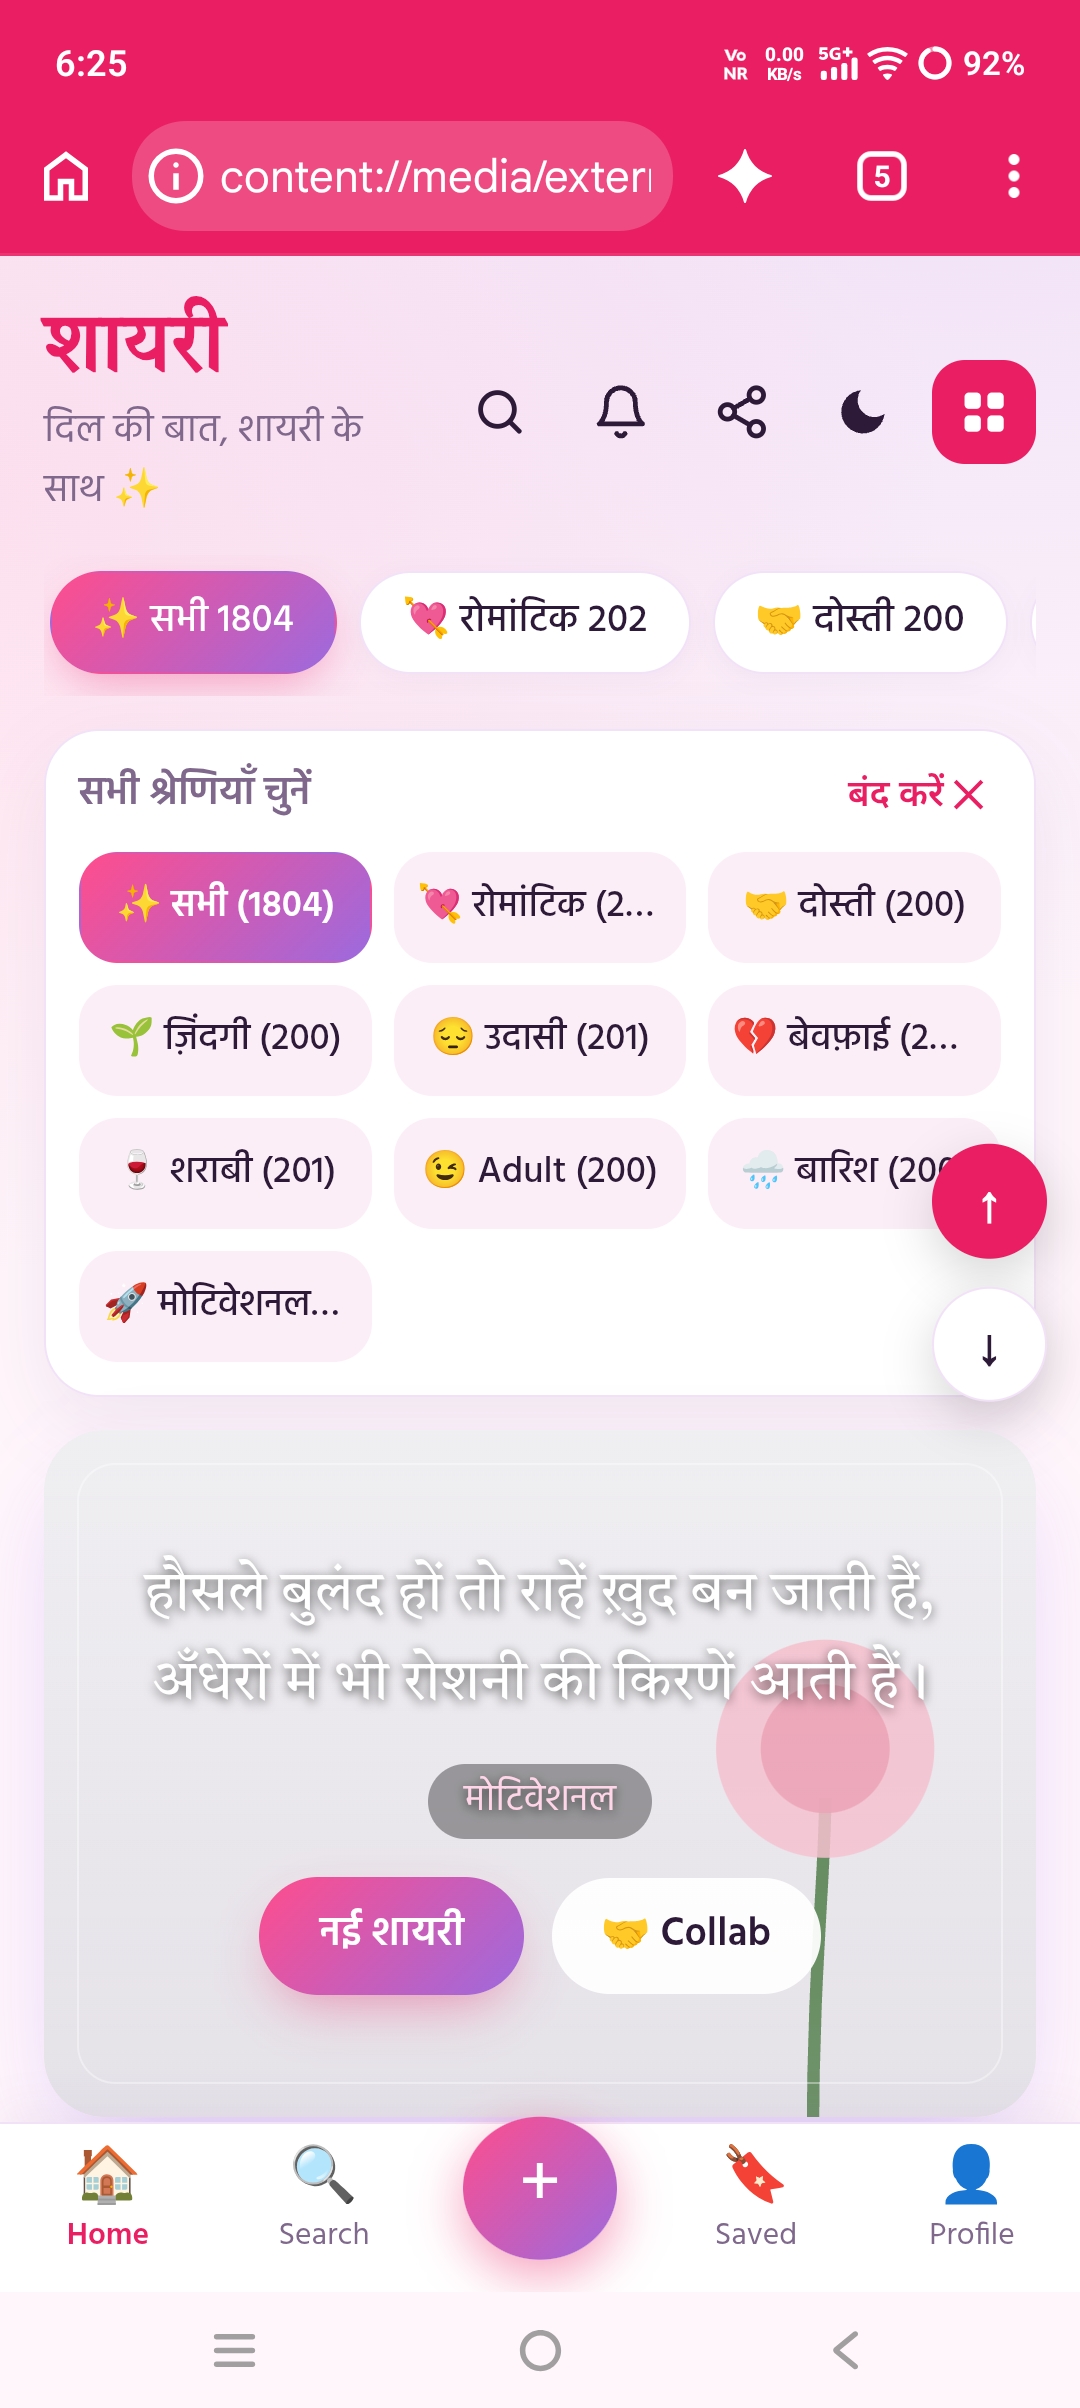 6:25
Vo NR
0.00 KB/s
5G+
92%
content://media/exter
5
शायरी
दिल की बात, शायरी के
साथ ✨
✨ सभी 1804
💘 रोमांटिक 202
🤝 दोस्ती 200
सभी श्रेणियाँ चुनें
बंद करें ✕
✨ सभी (1804)
💘 रोमांटिक (2...
🤝 दोस्ती (200)
🌱 ज़िंदगी (200)
😔 उदासी (201)
💔 बेवफ़ाई (2...
🍷 शराबी (201)
😉 Adult (200)
🌧️ बारिश (200
↑
🚀 मोटिवेशनल...
↓
हौसले बुलंद हों तो राहें ख़ुद बन जाती हैं,
अँधेरों में भी रोशनी की किरणें आती हैं।
मोटिवेशनल
नई शायरी
🤝 Collab
+
Home
Search
Saved
Profile